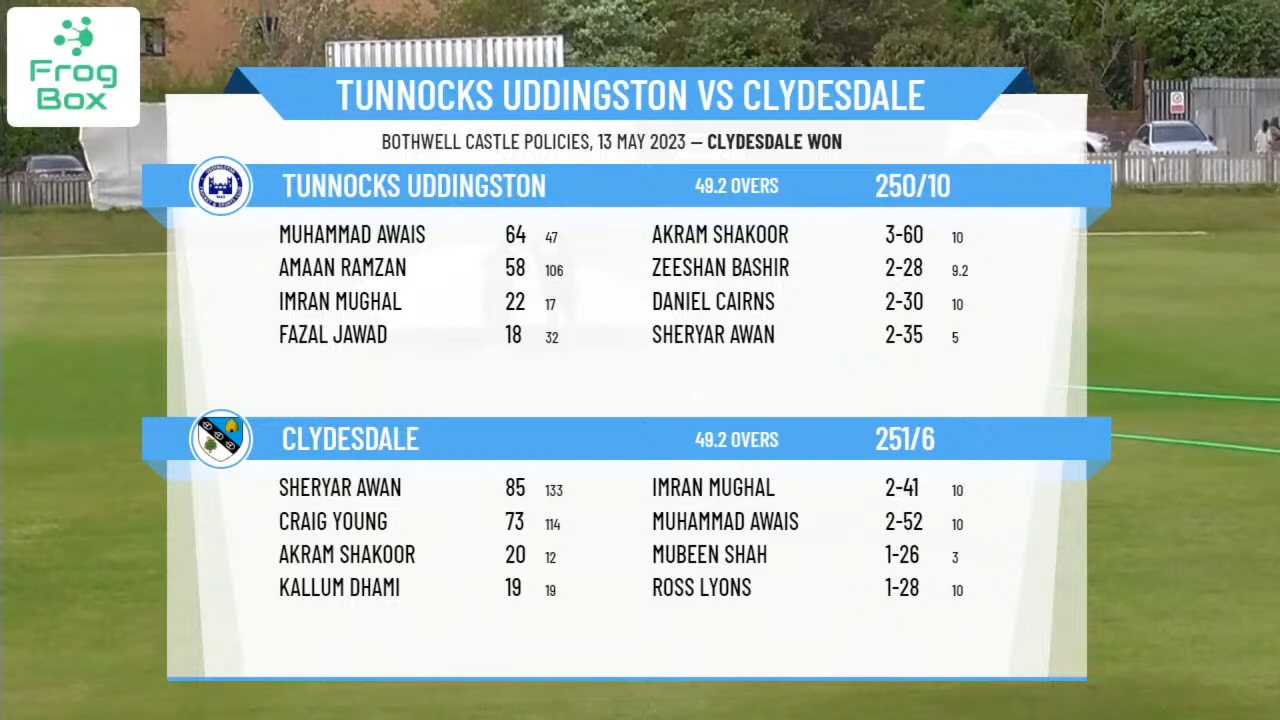 Frog
Box
TUNNOCKS UDDINGSTON VS CLYDESDALE
BOTHWELL CASTLE POLICIES, 13 MAY 2023 – CLYDESDALE WON
TUNNOCKS UDDINGSTON 49.2 OVERS 250/10
MUHAMMAD AWAIS 64 47 AKRAM SHAKOOR 3-60 10
AMAAN RAMZAN 58 106 ZEESHAN BASHIR 2-28 9.2
IMRAN MUGHAL 22 17 DANIEL CAIRNS 2-30 10
FAZAL JAWAD 18 32 SHERYAR AWAN 2-35 5
CLYDESDALE 49.2 OVERS 251/6
SHERYAR AWAN 85 133 IMRAN MUGHAL 2-41 10
CRAIG YOUNG 73 114 MUHAMMAD AWAIS 2-52 10
AKRAM SHAKOOR 20 12 MUBEEN SHAH 1-26 3
KALLUM DHAMI 19 19 ROSS LYONS 1-28 10